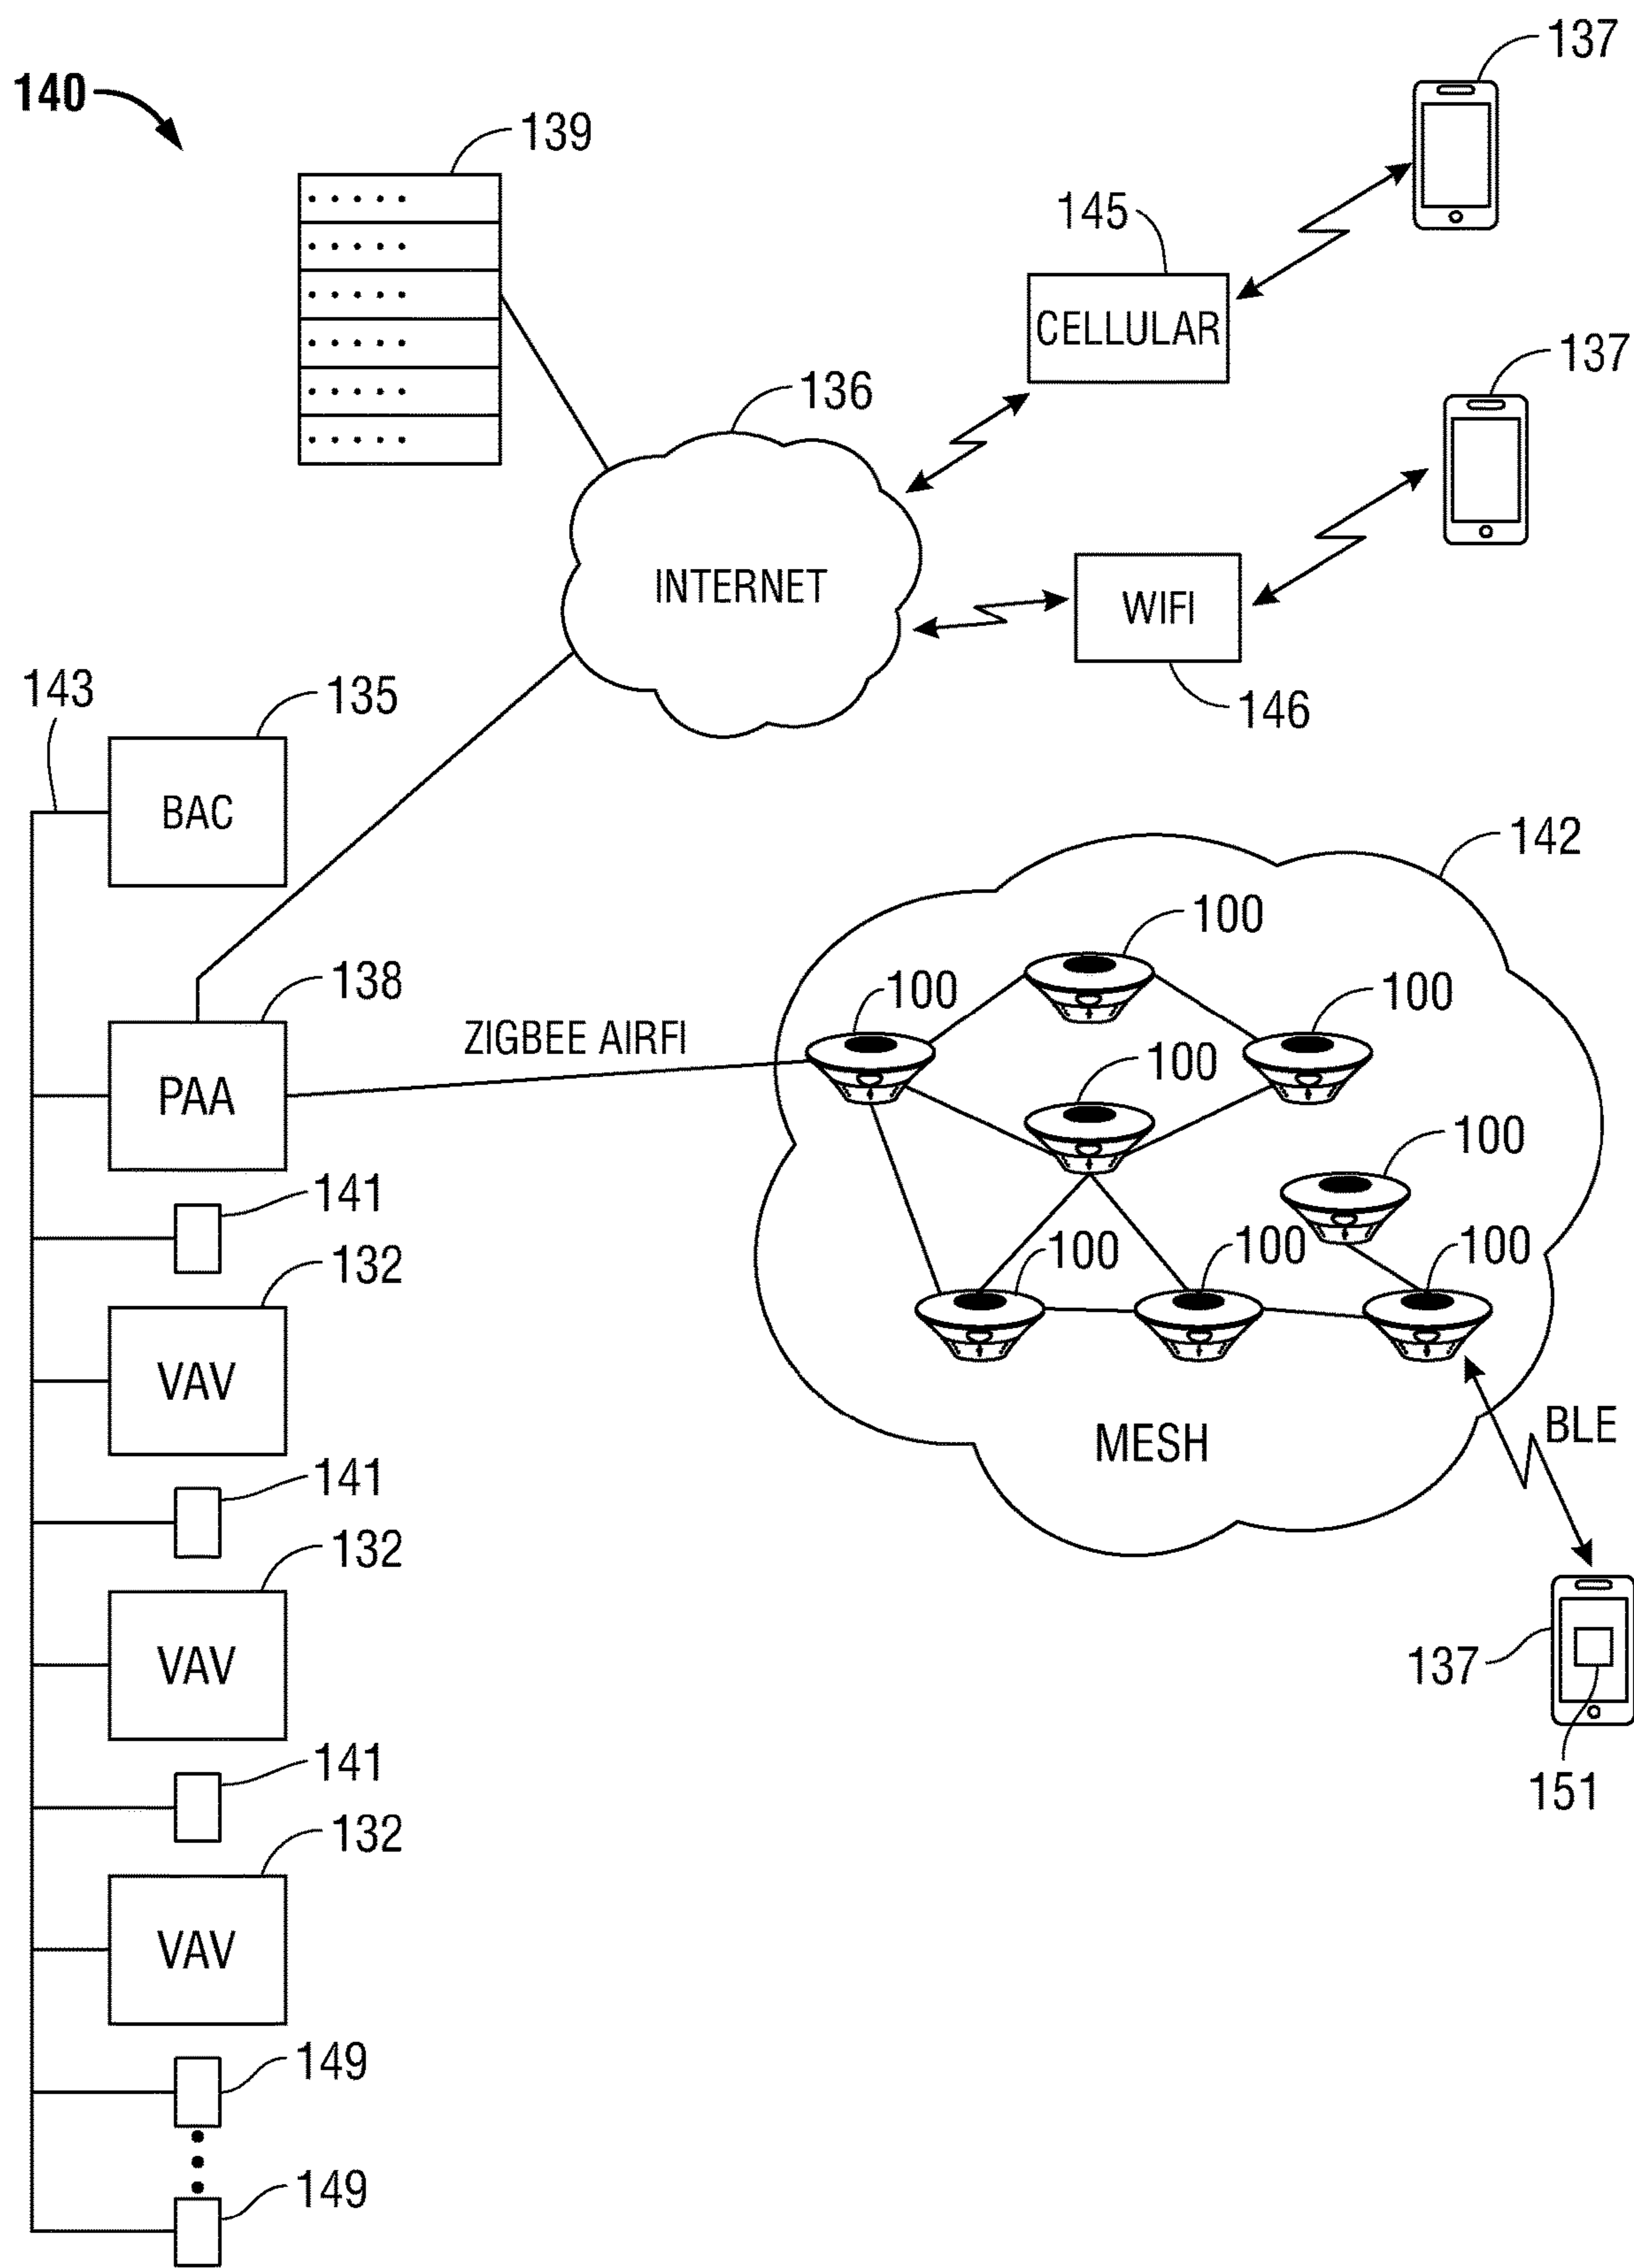 137
140
139
145
CELLULAR
137
136
INTERNET
WIFI
146
143
135
BAC
142
100
138
100
100
ZIGBEE AIRFI
100
PAA
100
141
132
100
100
100
VAV
MESH
BLE
141
132
VAV
137
141
151
132
VAV
149
149